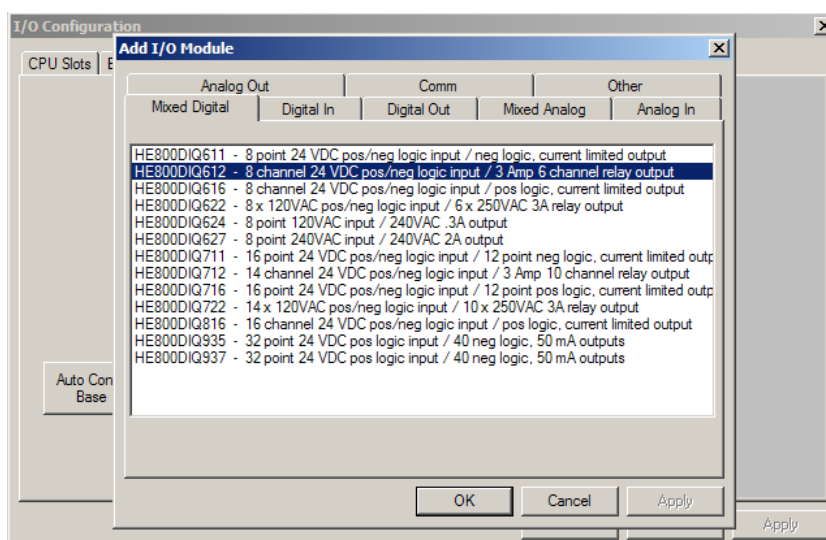 I/O Configuration
Add I/O Module
CPU Slots
Analog Out Comm Other
Mixed Digital Digital In Digital Out Mixed Analog Analog In
HE800DIQ611 - 8 point 24 VDC pos/neg logic input / neg logic, current limited output
HE800DIQ612 - 8 channel 24 VDC pos/neg logic input / 3 Amp 6 channel relay output
HE800DIQ616 - 8 channel 24 VDC pos/neg logic input / pos logic, current limited output
HE800DIQ622 - 8 x 120VAC pos/neg logic input / 6 x 250VAC 3A relay output
HE800DIQ624 - 8 point 120VAC input / 240VAC .3A output
HE800DIQ627 - 8 point 240VAC input / 240VAC 2A output
HE800DIQ711 - 16 point 24 VDC pos/neg logic input / 12 point neg logic, current limited outp
HE800DIQ712 - 14 channel 24 VDC pos/neg logic input / 3 Amp 10 channel relay output
HE800DIQ716 - 16 point 24 VDC pos/neg logic input / 12 point pos logic, current limited outp
HE800DIQ722 - 14 x 120VAC pos/neg logic input / 10 x 250VAC 3A relay output
HE800DIQ816 - 16 channel 24 VDC pos/neg logic input / pos logic, current limited output
HE800DIQ935 - 32 point 24 VDC pos logic input / 40 neg logic, 50 mA outputs
HE800DIQ937 - 32 point 24 VDC pos logic input / 40 neg logic, 50 mA outputs
Auto Con
Base
OK Cancel Apply
Apply